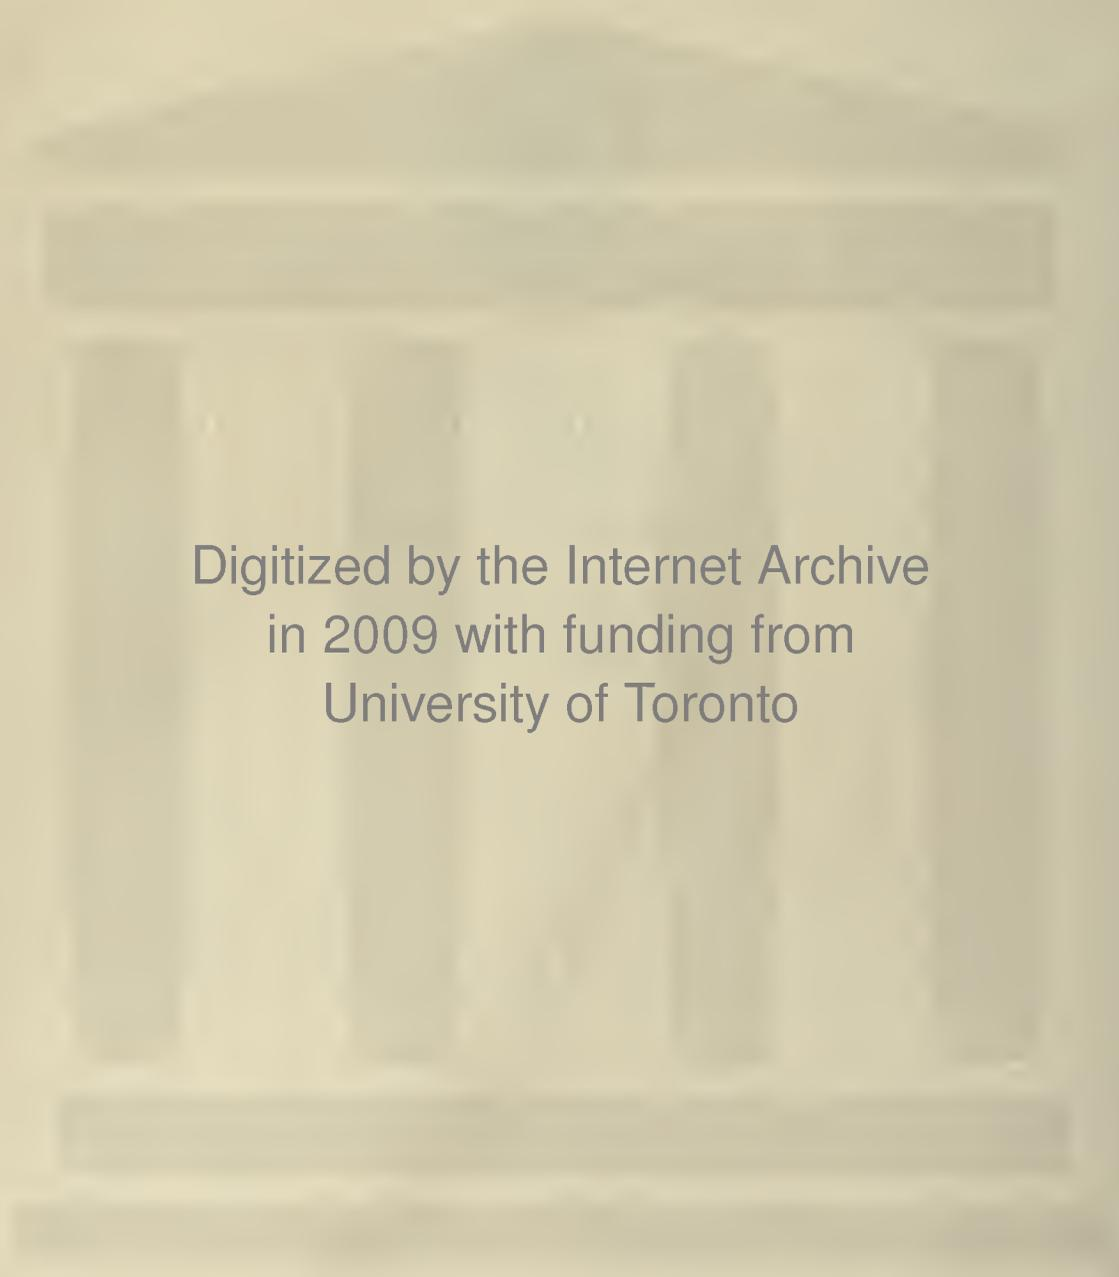 Digitized by the Internet Archive
in 2009 with funding from
University of Toronto